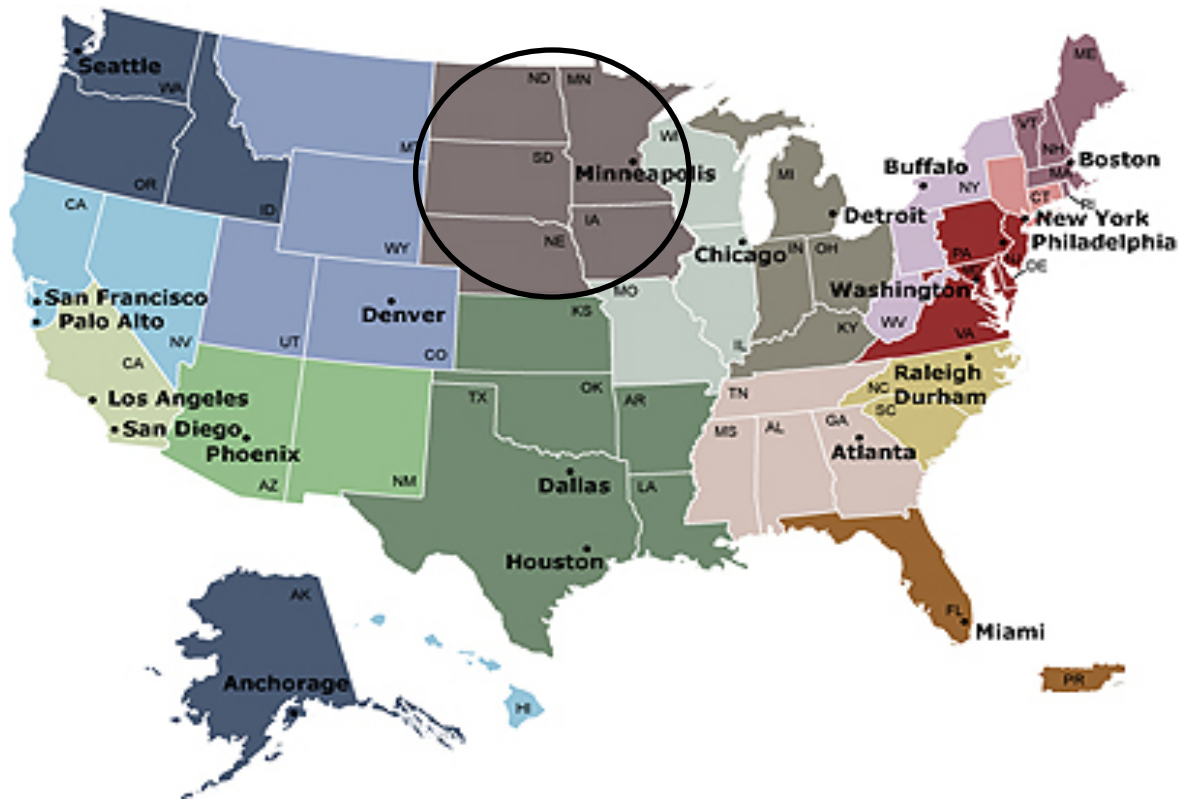 Seattle
WA
OR
ID
MT
WY
ND
MN
SD
Minneapolis
NE
IA
WI
MI
Detroit
Chicago
IN
OH
IL
KY
MO
Buffalo
NY
VT
NH
ME
MA
Boston
CT
RI
New York
Philadelphia
PA
NJ
MD
DE
Washington
WV
VA
CA
San Francisco
Palo Alto
NV
CA
UT
Denver
CO
KS
Los Angeles
San Diego
Phoenix
AZ
NM
TX
OK
AR
LA
Dallas
Houston
TN
MS
AL
GA
Atlanta
NC
SC
Raleigh
Durham
FL
Miami
PR
AK
Anchorage
HI